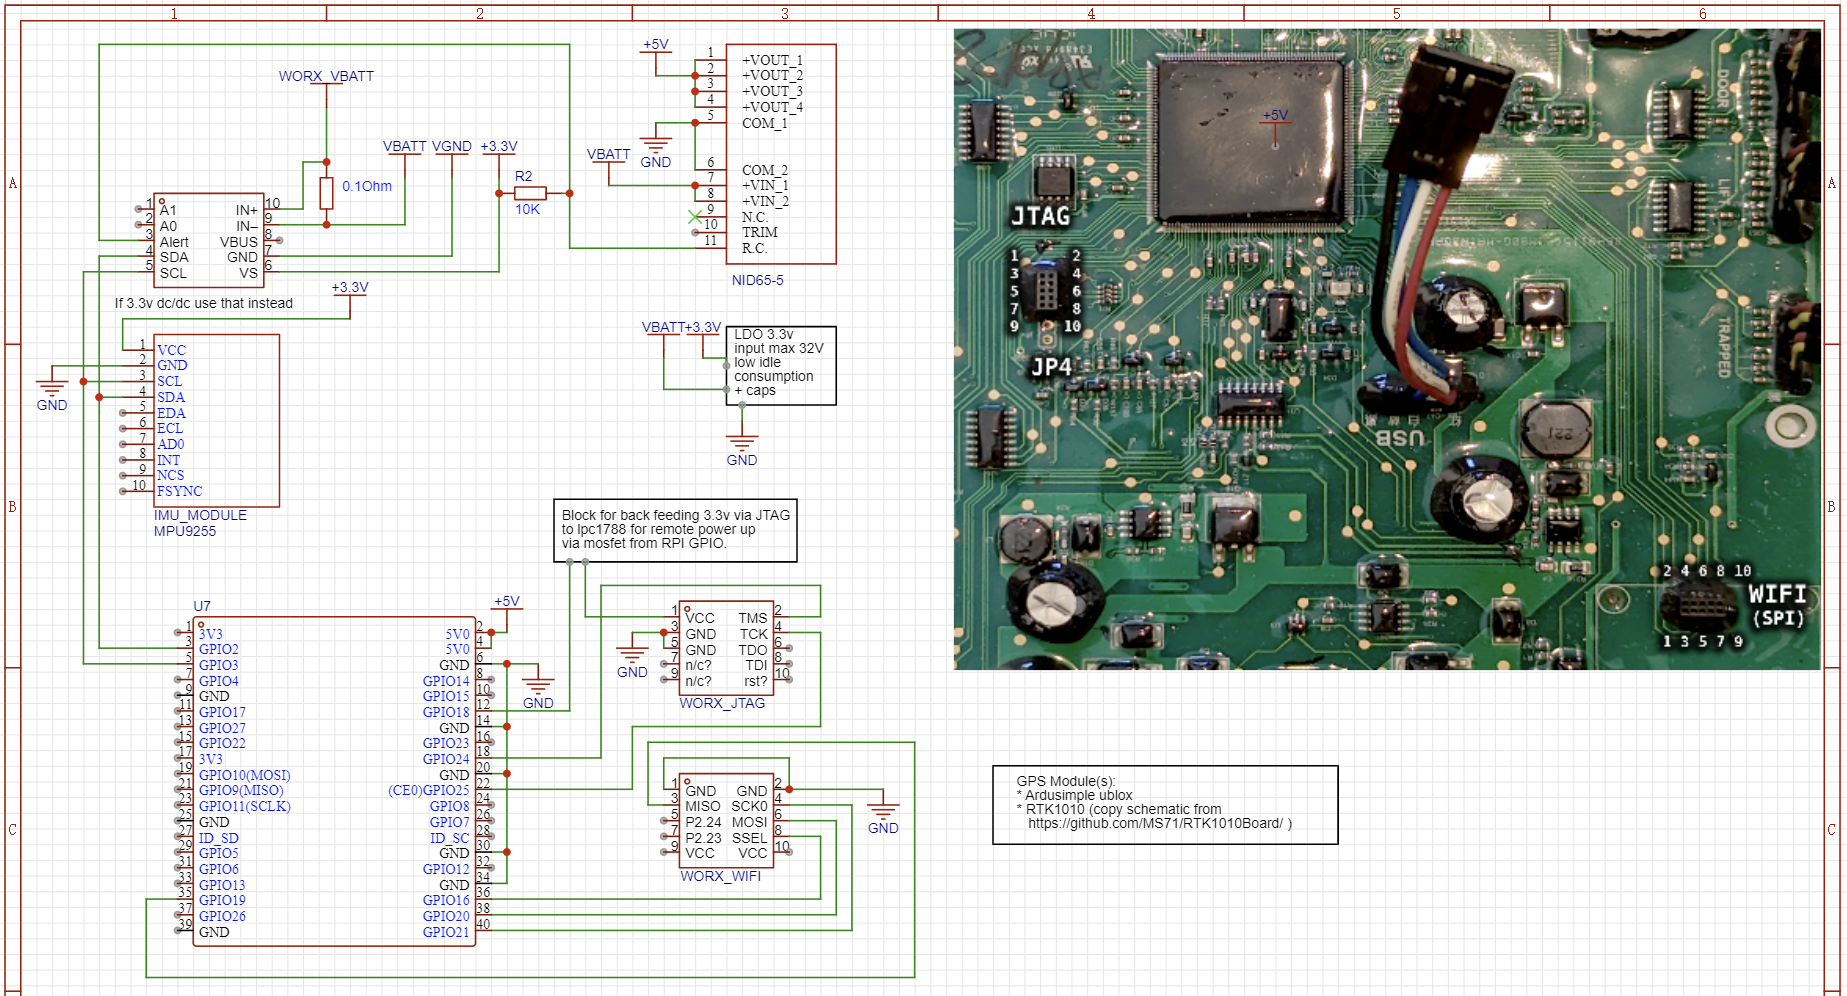 1 2 3 4 5 6
A
B
C
A
B
C
WORX_VBATT
0.1Ohm
VBATT
VGND
+3.3V
R2
10K
1 A1
2 A0
3 Alert
4 SDA
5 SCL
IN+ 10
IN– 9
VBUS 8
GND 7
VS 6
If 3.3v dc/dc use that instead
+3.3V
1 VCC
2 GND
3 SCL
4 SDA
5 EDA
6 ECL
7 AD0
8 INT
9 NCS
10 FSYNC
IMU_MODULE
MPU9255
GND
+5V
GND
VBATT
1 +VOUT_1
2 +VOUT_2
3 +VOUT_3
4 +VOUT_4
5 COM_1
6 COM_2
7 +VIN_1
8 +VIN_2
9 N.C.
10 TRIM
11 R.C.
NID65-5
VBATT
+3.3V
LDO 3.3v
input max 32V
low idle
consumption
+ caps
GND
Block for back feeding 3.3v via JTAG
to lpc1788 for remote power up
via mosfet from RPI GPIO.
U7
+5V
GND
1 3V3
3 GPIO2
5 GPIO3
7 GPIO4
9 GND
11 GPIO17
13 GPIO27
15 GPIO22
17 3V3
19 GPIO10(MOSI)
21 GPIO9(MISO)
23 GPIO11(SCLK)
25 GND
27 ID_SD
29 GPIO5
31 GPIO6
33 GPIO13
35 GPIO19
37 GPIO26
39 GND
5V0 2
5V0 4
GND 6
GPIO14 8
GPIO15 10
GPIO18 12
GND 14
GPIO23 16
GPIO24 18
GND 20
(CE0)GPIO25 22
GPIO8 24
GPIO7 26
ID_SC 28
GND 30
GPIO12 32
GND 34
GPIO16 36
GPIO20 38
GPIO21 40
GND
1 VCC TMS 2
3 GND TCK 4
5 GND TDO 6
7 n/c? TDI 8
9 n/c? rst? 10
WORX_JTAG
1 GND GND 2
3 MISO SCK0 4
5 P2.24 MOSI 6
7 P2.23 SSEL 8
9 VCC VCC 10
WORX_WIFI
GND
+5V
JTAG
1 2
3 4
5 6
7 8
9 10
JP4
USB
DOOR
LIFT
TRAPPED
221
2 4 6 8 10
WIFI
(SPI)
1 3 5 7 9
GPS Module(s):
* Ardusimple ublox
* RTK1010 (copy schematic from
https://github.com/MS71/RTK1010Board/ )